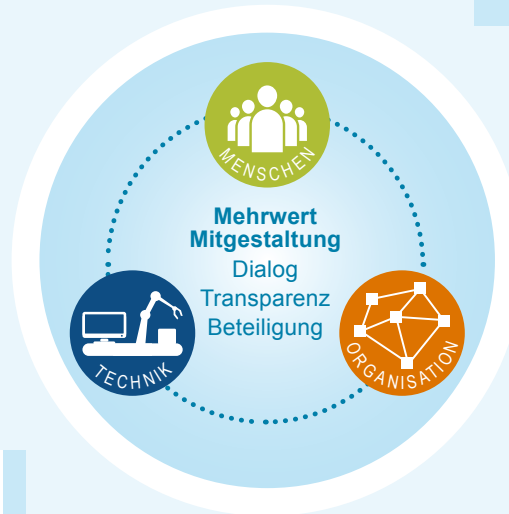 MENSCHEN
Mehrwert
Mitgestaltung
Dialog
Transparenz
Beteiligung
TECHNIK
ORGANISATION